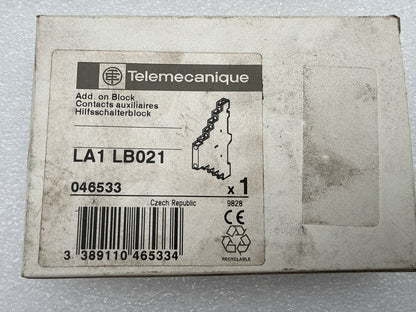 Telemecanique
Add. on Block
Contacts auxiliaires
Hilfsschalterblock
LA1 LB021
046533
x 1
Czech Republic
9828
CE
3 389110 465334
RECYCLABLE